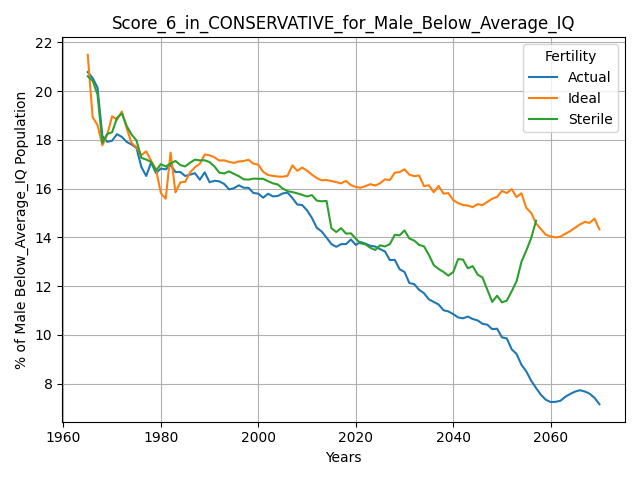 Score_6_in_CONSERVATIVE_for_Male_Below_Average_IQ
% of Male Below_Average_IQ Population
22
20
18
16
14
12
10
8
Fertility
Actual
Ideal
Sterile
1960 1980 2000 2020 2040 2060
Years